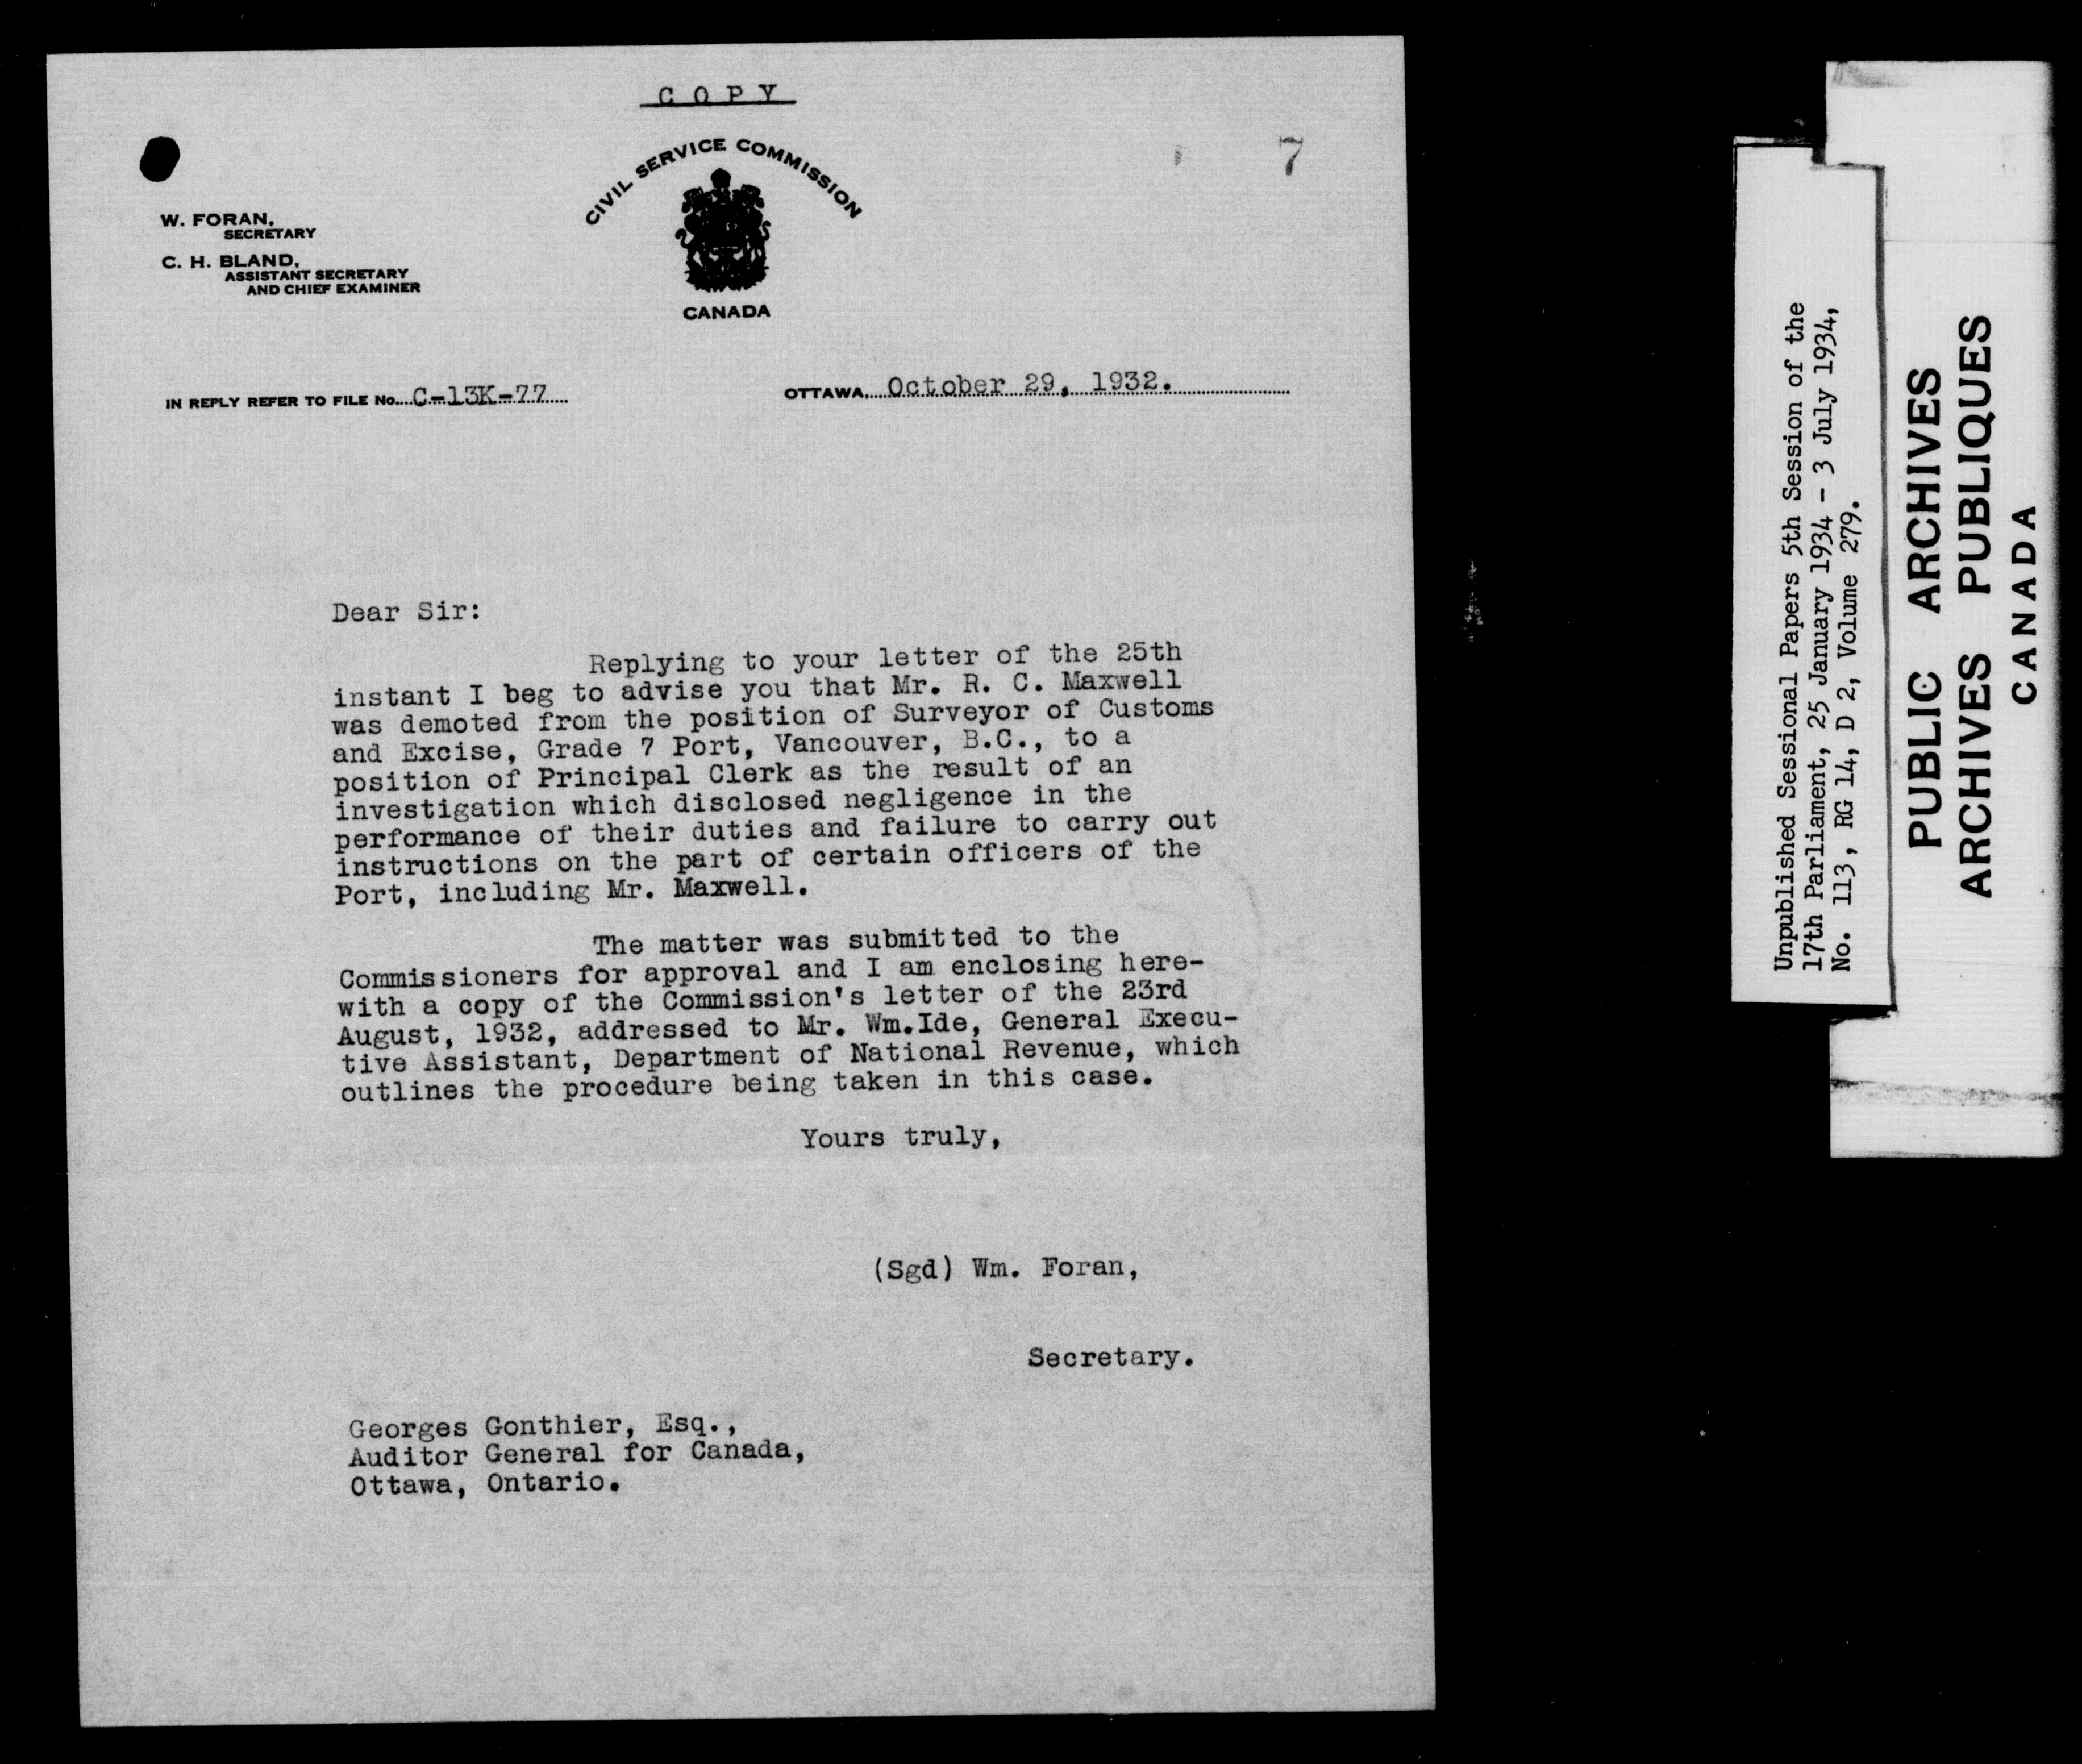 COPY
7
CIVIL SERVICE COMMISSION
CANADA
W. FORAN,
SECRETARY
C. H. BLAND,
ASSISTANT SECRETARY
AND CHIEF EXAMINER
IN REPLY REFER TO FILE No. C-13K-77
OTTAWA, October 29, 1932.
Dear Sir:
Replying to your letter of the 25th
instant I beg to advise you that Mr. R. C. Maxwell
was demoted from the position of Surveyor of Customs
and Excise, Grade 7 Port, Vancouver, B.C., to a
position of Principal Clerk as the result of an
investigation which disclosed negligence in the
performance of their duties and failure to carry out
instructions on the part of certain officers of the
Port, including Mr. Maxwell.
The matter was submitted to the
Commissioners for approval and I am enclosing here-
with a copy of the Commission's letter of the 23rd
August, 1932, addressed to Mr. Wm.Ide, General Execu-
tive Assistant, Department of National Revenue, which
outlines the procedure being taken in this case.
Yours truly,
(Sgd) Wm. Foran,
Secretary.
Georges Gonthier, Esq.,
Auditor General for Canada,
Ottawa, Ontario.
Unpublished Sessional Papers 5th Session of the
17th Parliament, 25 January 1934 - 3 July 1934,
No. 113, RG 14, D 2, Volume 279.
PUBLIC ARCHIVES
ARCHIVES PUBLIQUES
CANADA